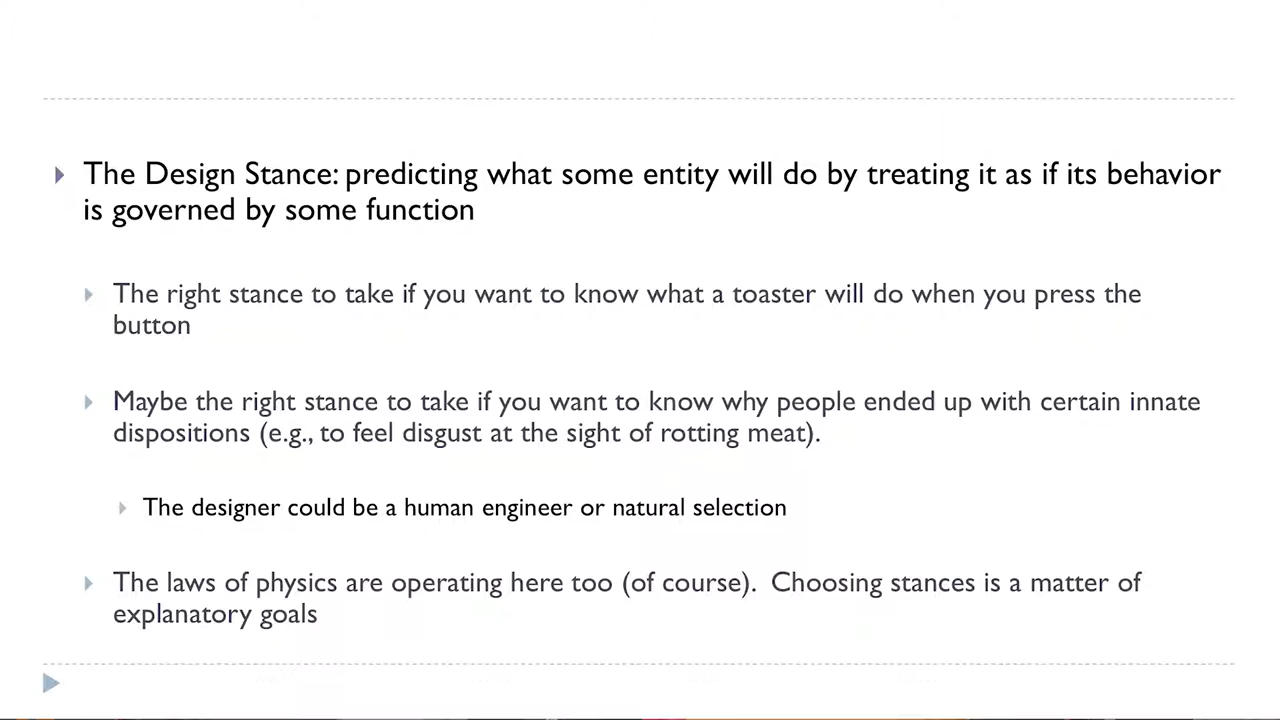 The Design Stance: predicting what some entity will do by treating it as if its behavior
is governed by some function
The right stance to take if you want to know what a toaster will do when you press the
button
Maybe the right stance to take if you want to know why people ended up with certain innate
dispositions (e.g., to feel disgust at the sight of rotting meat).
The designer could be a human engineer or natural selection
The laws of physics are operating here too (of course).  Choosing stances is a matter of
explanatory goals